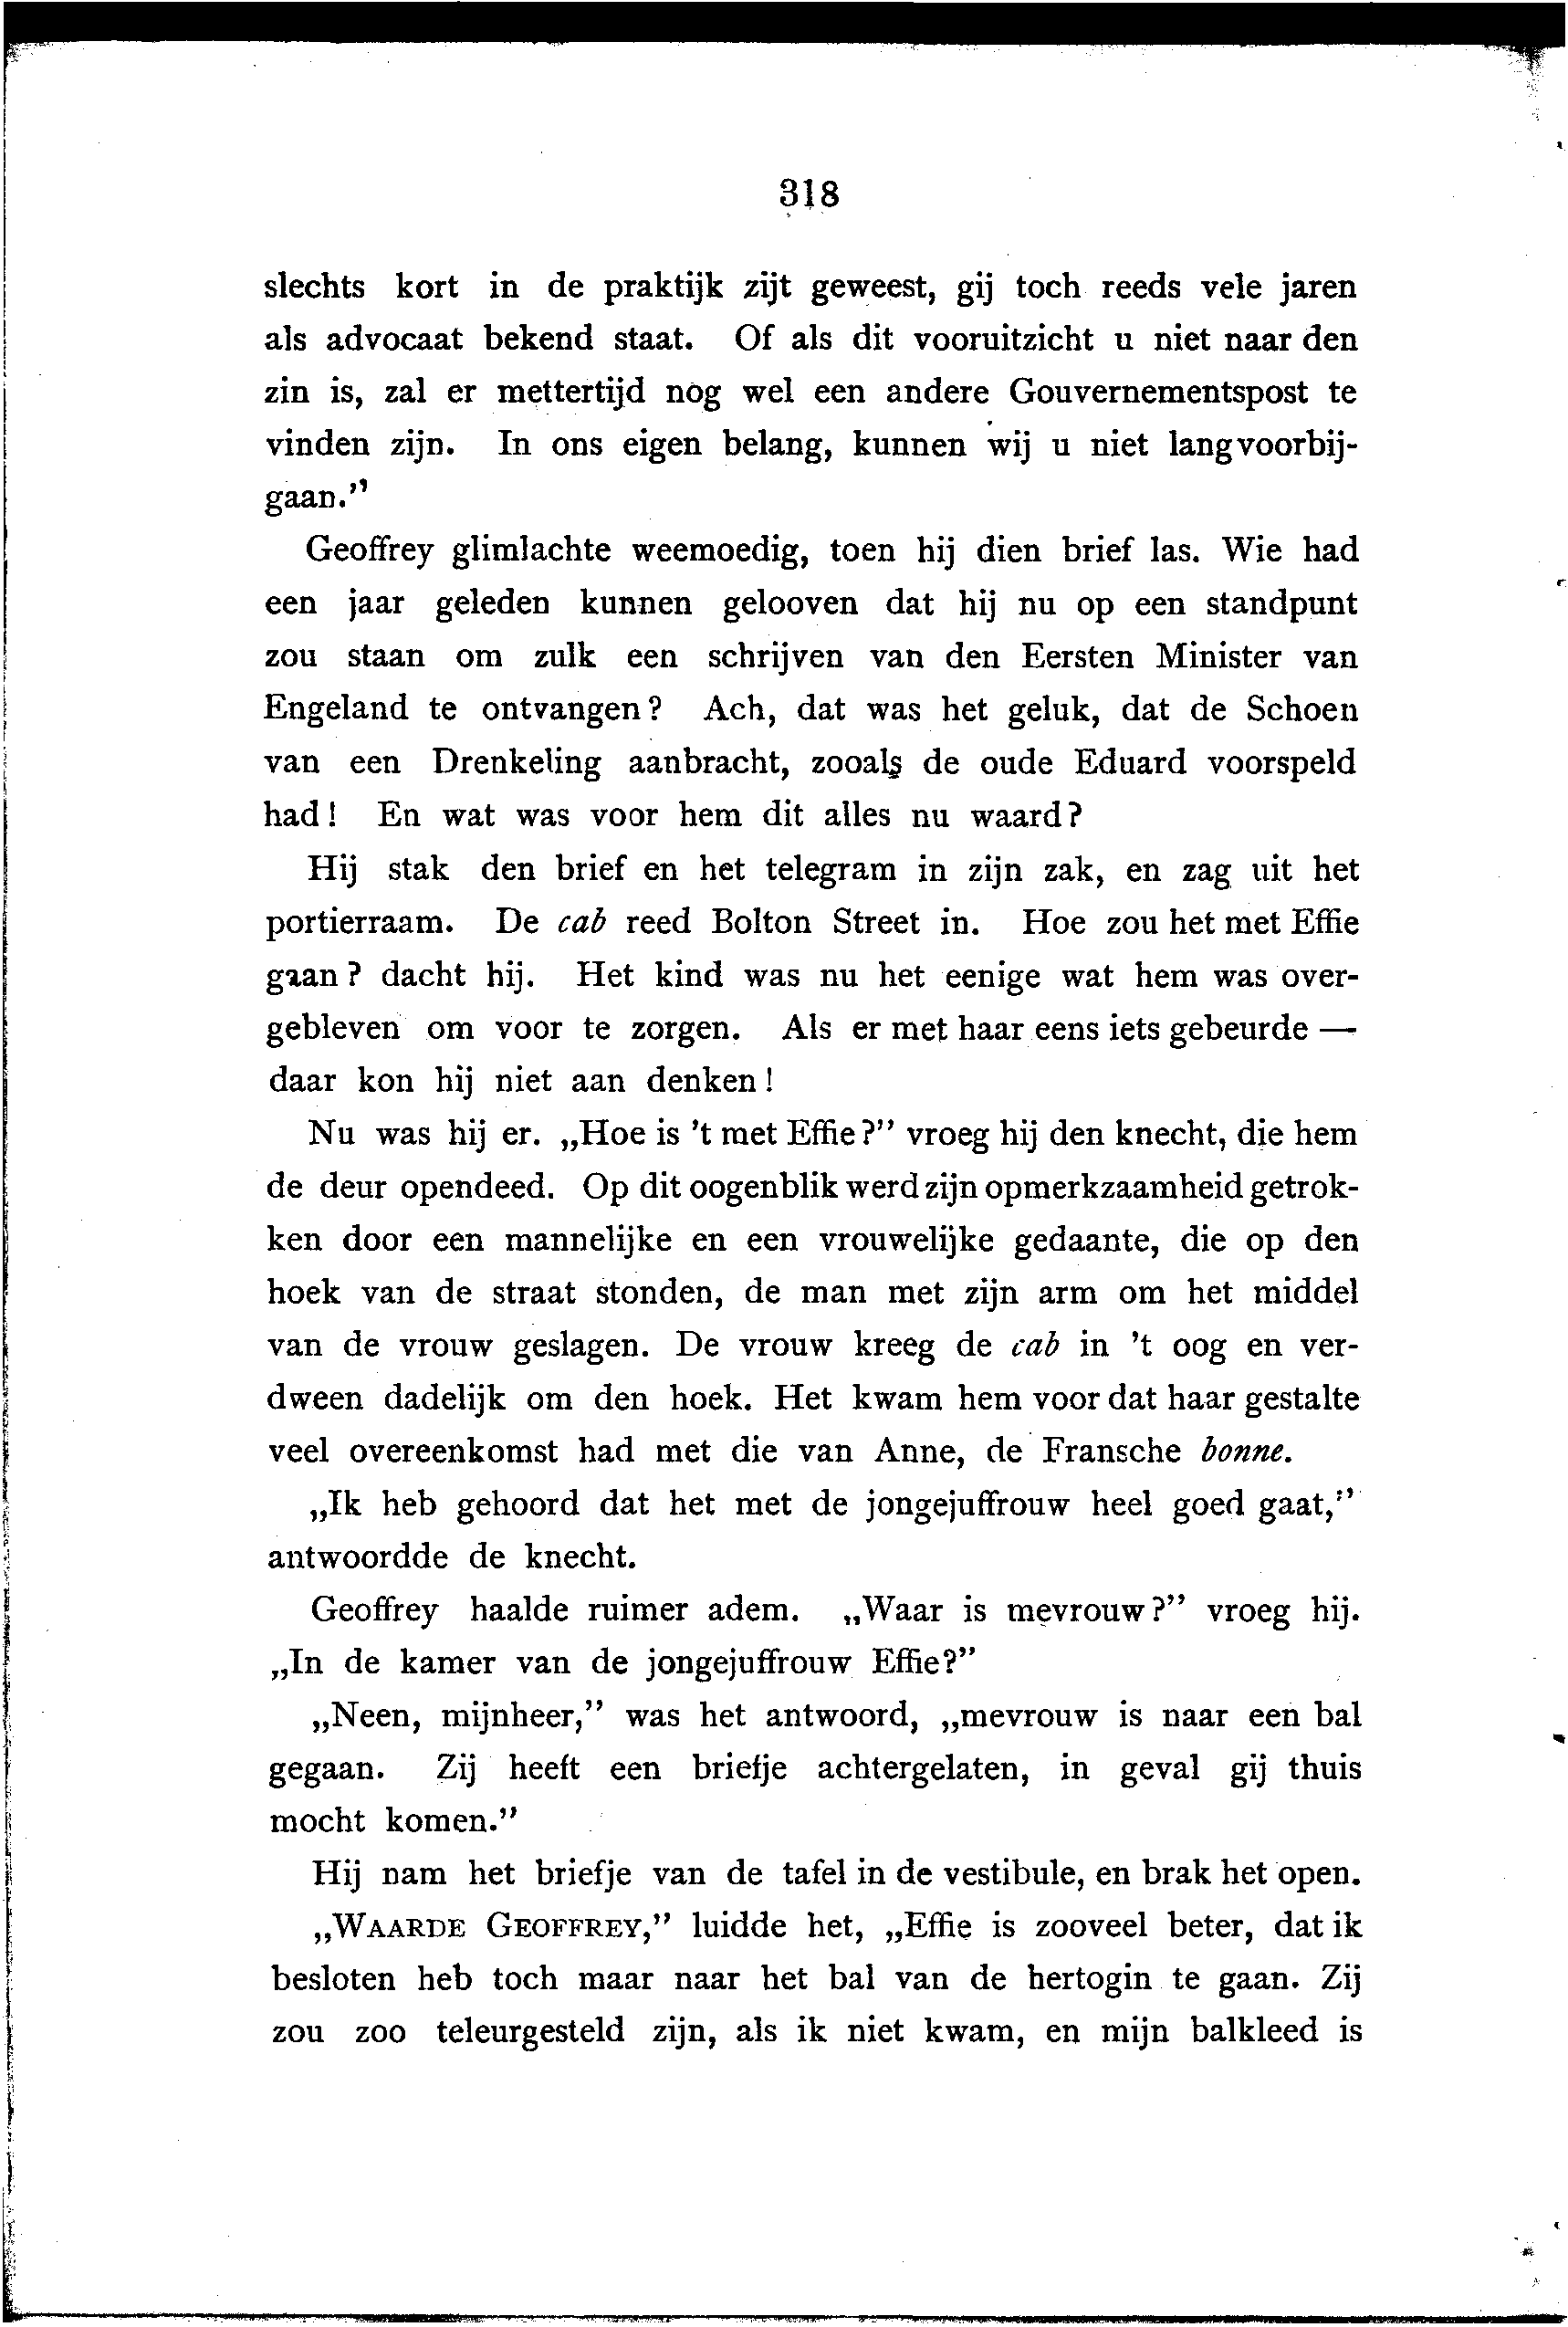 318
slechts kort in de praktijk zijt geweest, gij toch reeds vele jaren
als advocaat bekend staat. Of als dit vooruitzicht u niet naar den
zin is, zal er mettertijd nog wel een andere Gouvernementspost te
vinden zijn. In ons eigen belang, kunnen wij u niet lang voorbij-
gaan.”
Geoffrey glimlachte weemoedig, toen hij dien brief las. Wie had
een jaar geleden kunnen gelooven dat hij nu op een standpunt
zou staan om zulk een schrijven van den Eersten Minister van
Engeland te ontvangen? Ach, dat was het geluk, dat de Schoen
van een Drenkeling aanbracht, zooals de oude Eduard voorspeld
had! En wat was voor hem dit alles nu waard?
Hij stak den brief en het telegram in zijn zak, en zag uit het
portierraam. De cab reed Bolton Street in. Hoe zou het met Effie
gaan? dacht hij. Het kind was nu het eenige wat hem was over-
gebleven om voor te zorgen. Als er met haar eens iets gebeurde —
daar kon hij niet aan denken!
Nu was hij er. „Hoe is 't met Effie?” vroeg hij den knecht, die hem
de deur opendeed. Op dit oogenblik werd zijn opmerkzaamheid getrok-
ken door een mannelijke en een vrouwelijke gedaante, die op den
hoek van de straat stonden, de man met zijn arm om het middel
van de vrouw geslagen. De vrouw kreeg de cab in 't oog en ver-
dween dadelijk om den hoek. Het kwam hem voor dat haar gestalte
veel overeenkomst had met die van Anne, de Fransche bonne.
„Ik heb gehoord dat het met de jongejuffrouw heel goed gaat,”
antwoordde de knecht.
Geoffrey haalde ruimer adem. „Waar is mevrouw?” vroeg hij.
„In de kamer van de jongejuffrouw Effie?”
„Neen, mijnheer,” was het antwoord, „mevrouw is naar een bal
gegaan. Zij heeft een briefje achtergelaten, in geval gij thuis
mocht komen.”
Hij nam het briefje van de tafel in de vestibule, en brak het open.
„WAARDE GEOFFREY,” luidde het, „Effie is zooveel beter, dat ik
besloten heb toch maar naar het bal van de hertogin te gaan. Zij
zou zoo teleurgesteld zijn, als ik niet kwam, en mijn balkleed is